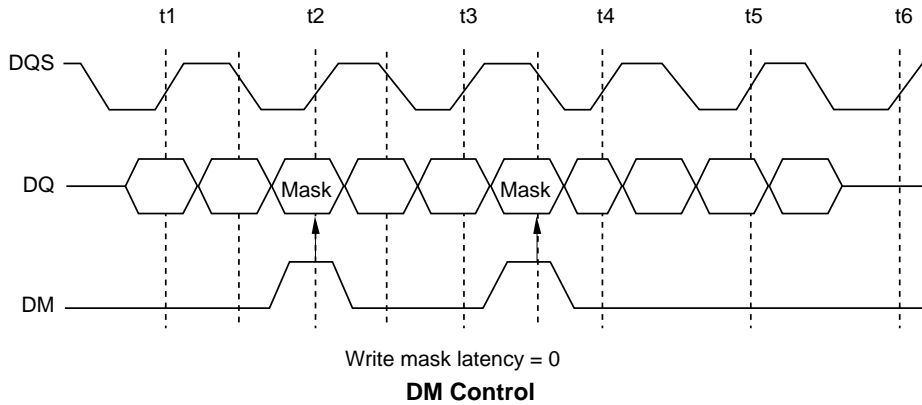 t1 t2 t3 t4 t5 t6
DQS
DQ Mask Mask
DM
Write mask latency = 0
DM Control